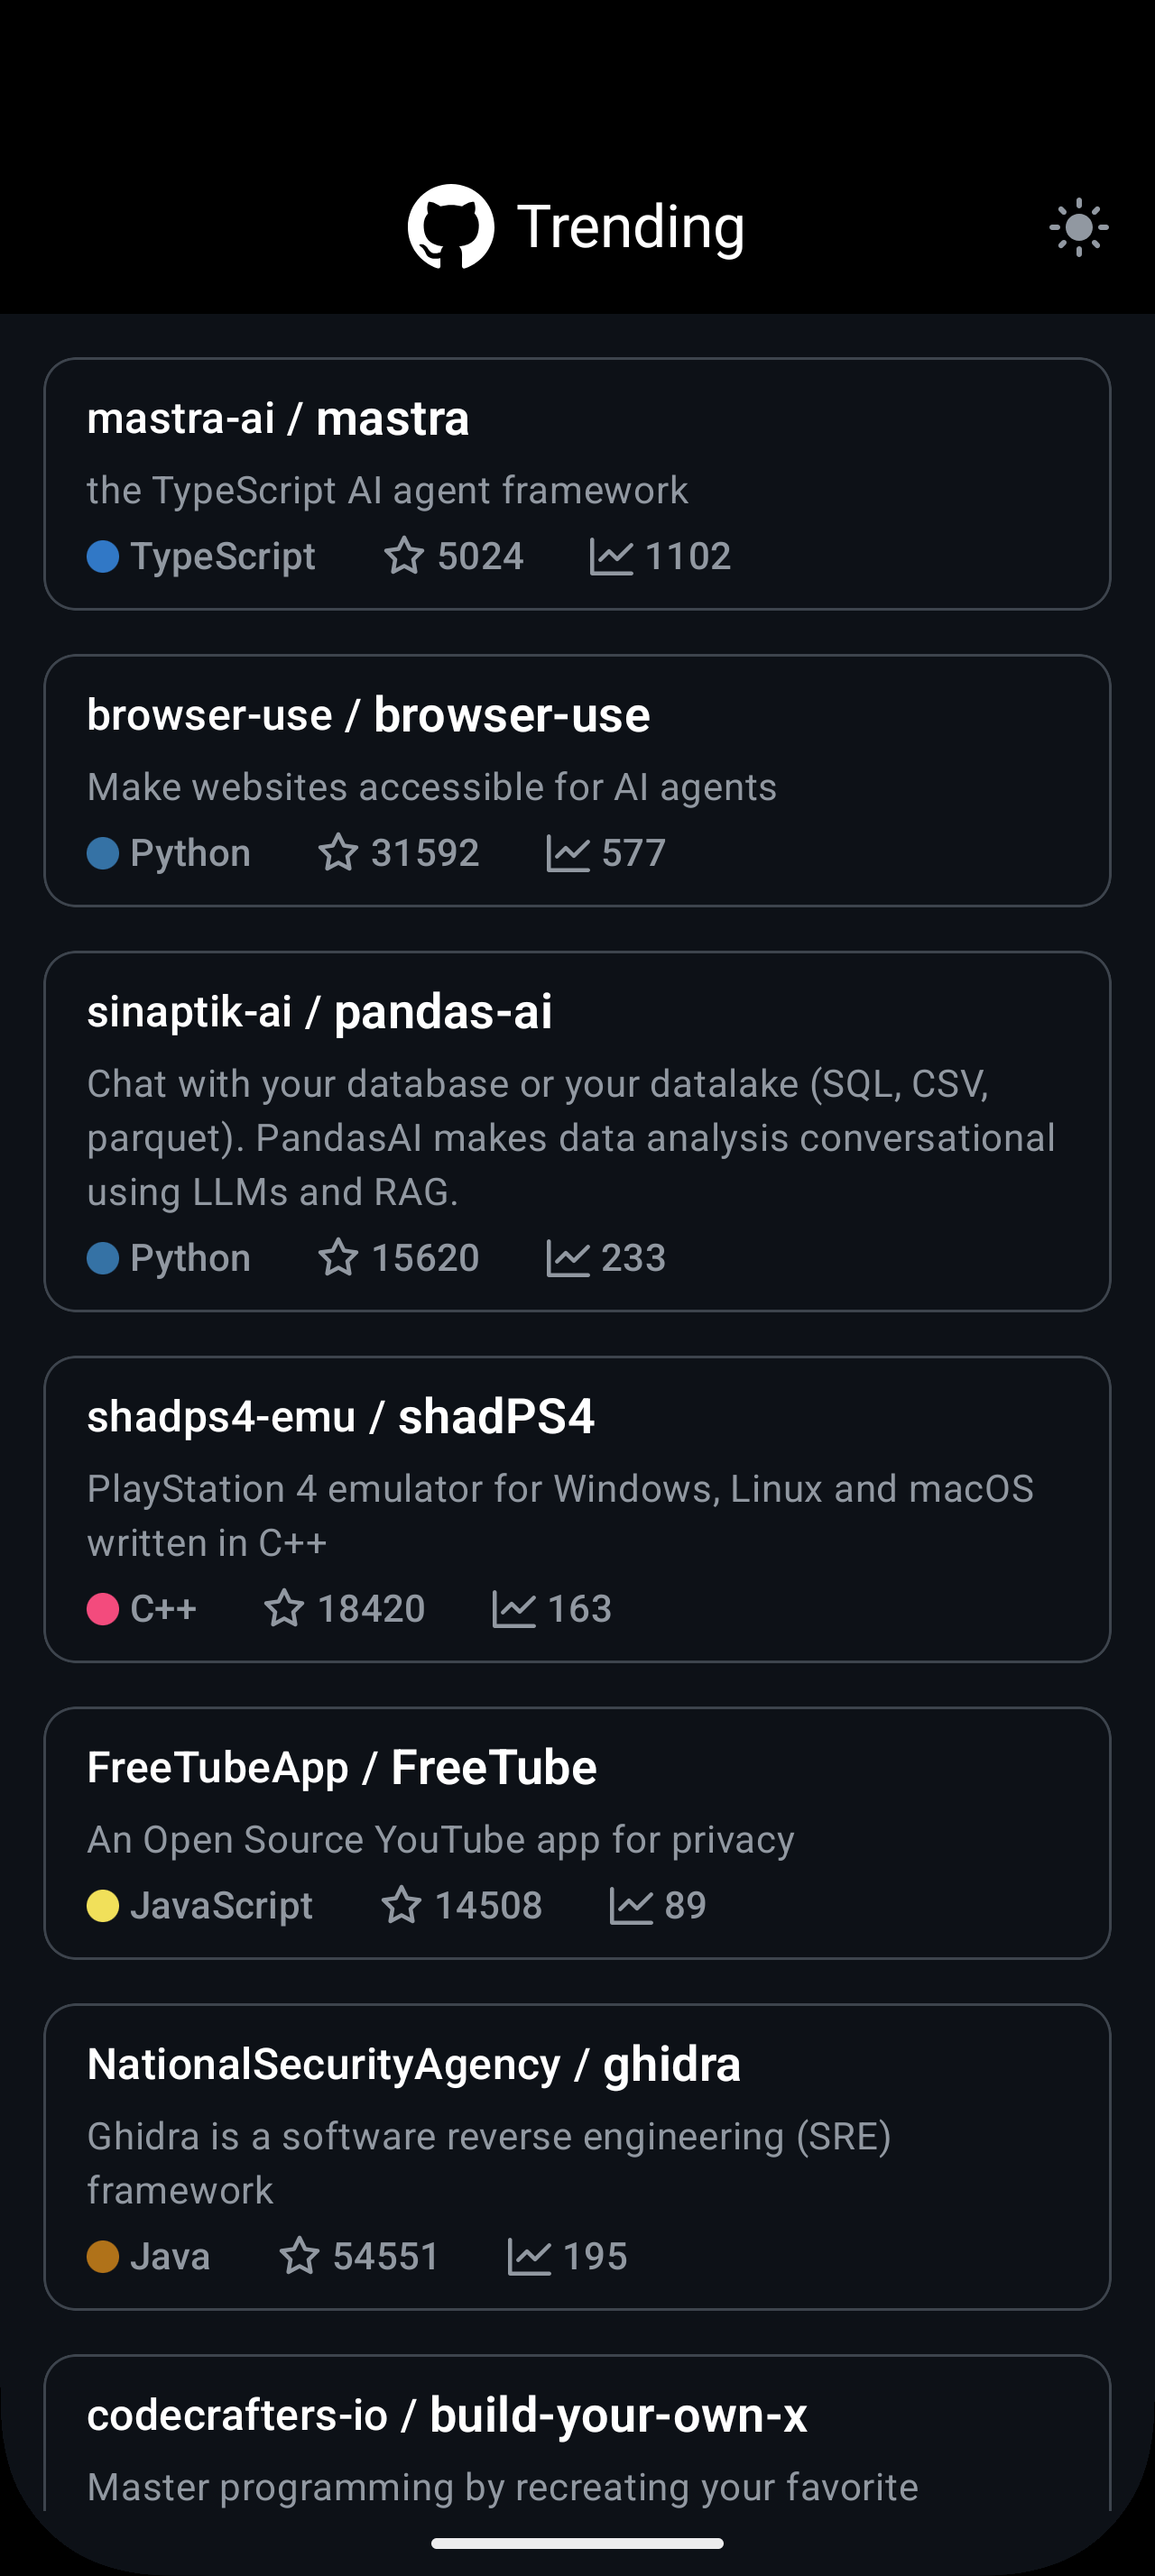 Trending
mastra-ai / mastra
the TypeScript AI agent framework
TypeScript 5024 1102
browser-use / browser-use
Make websites accessible for AI agents
Python 31592 577
sinaptik-ai / pandas-ai
Chat with your database or your datalake (SQL, CSV,
parquet). PandasAI makes data analysis conversational
using LLMs and RAG.
Python 15620 233
shadps4-emu / shadPS4
PlayStation 4 emulator for Windows, Linux and macOS
written in C++
C++ 18420 163
FreeTubeApp / FreeTube
An Open Source YouTube app for privacy
JavaScript 14508 89
NationalSecurityAgency / ghidra
Ghidra is a software reverse engineering (SRE)
framework
Java 54551 195
codecrafters-io / build-your-own-x
Master programming by recreating your favorite